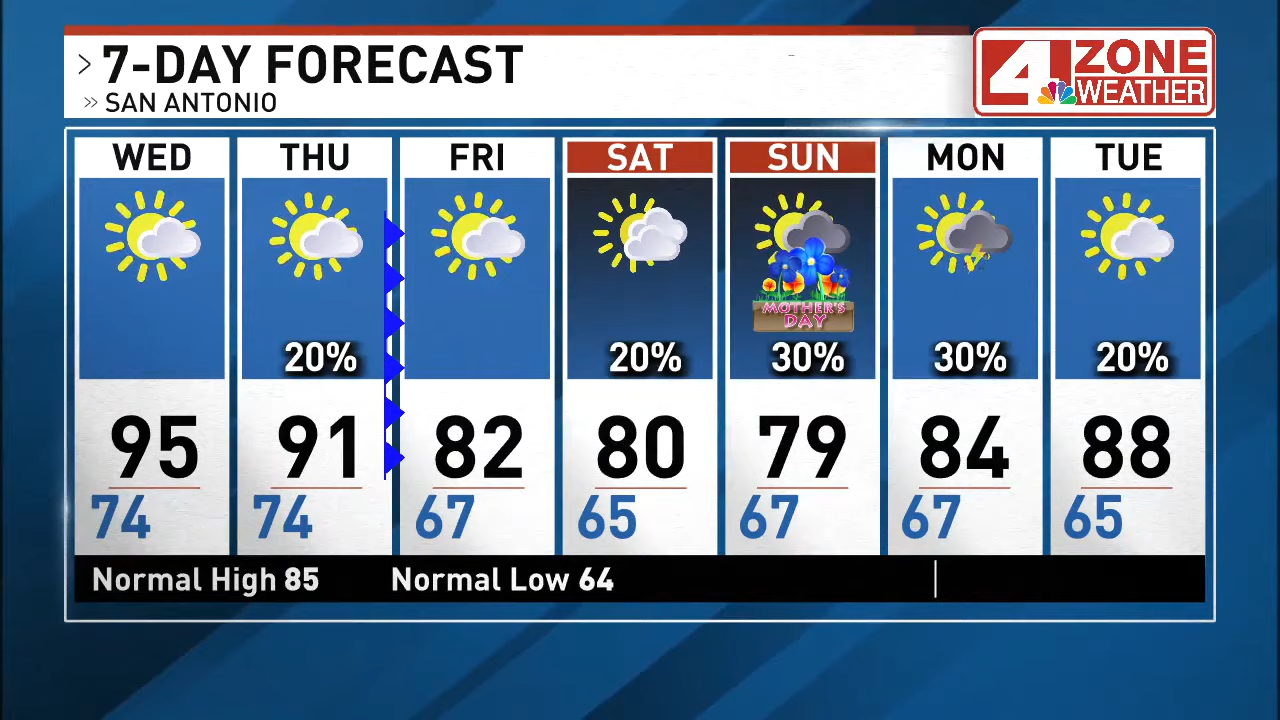 7-DAY FORECAST
SAN ANTONIO
4 ZONE
WEATHER
WED
THU
FRI
SAT
SUN
MON
TUE
MOTHER'S
DAY
20%
20%
30%
30%
20%
95
91
82
80
79
84
88
74
74
67
65
67
67
65
Normal High 85
Normal Low 64